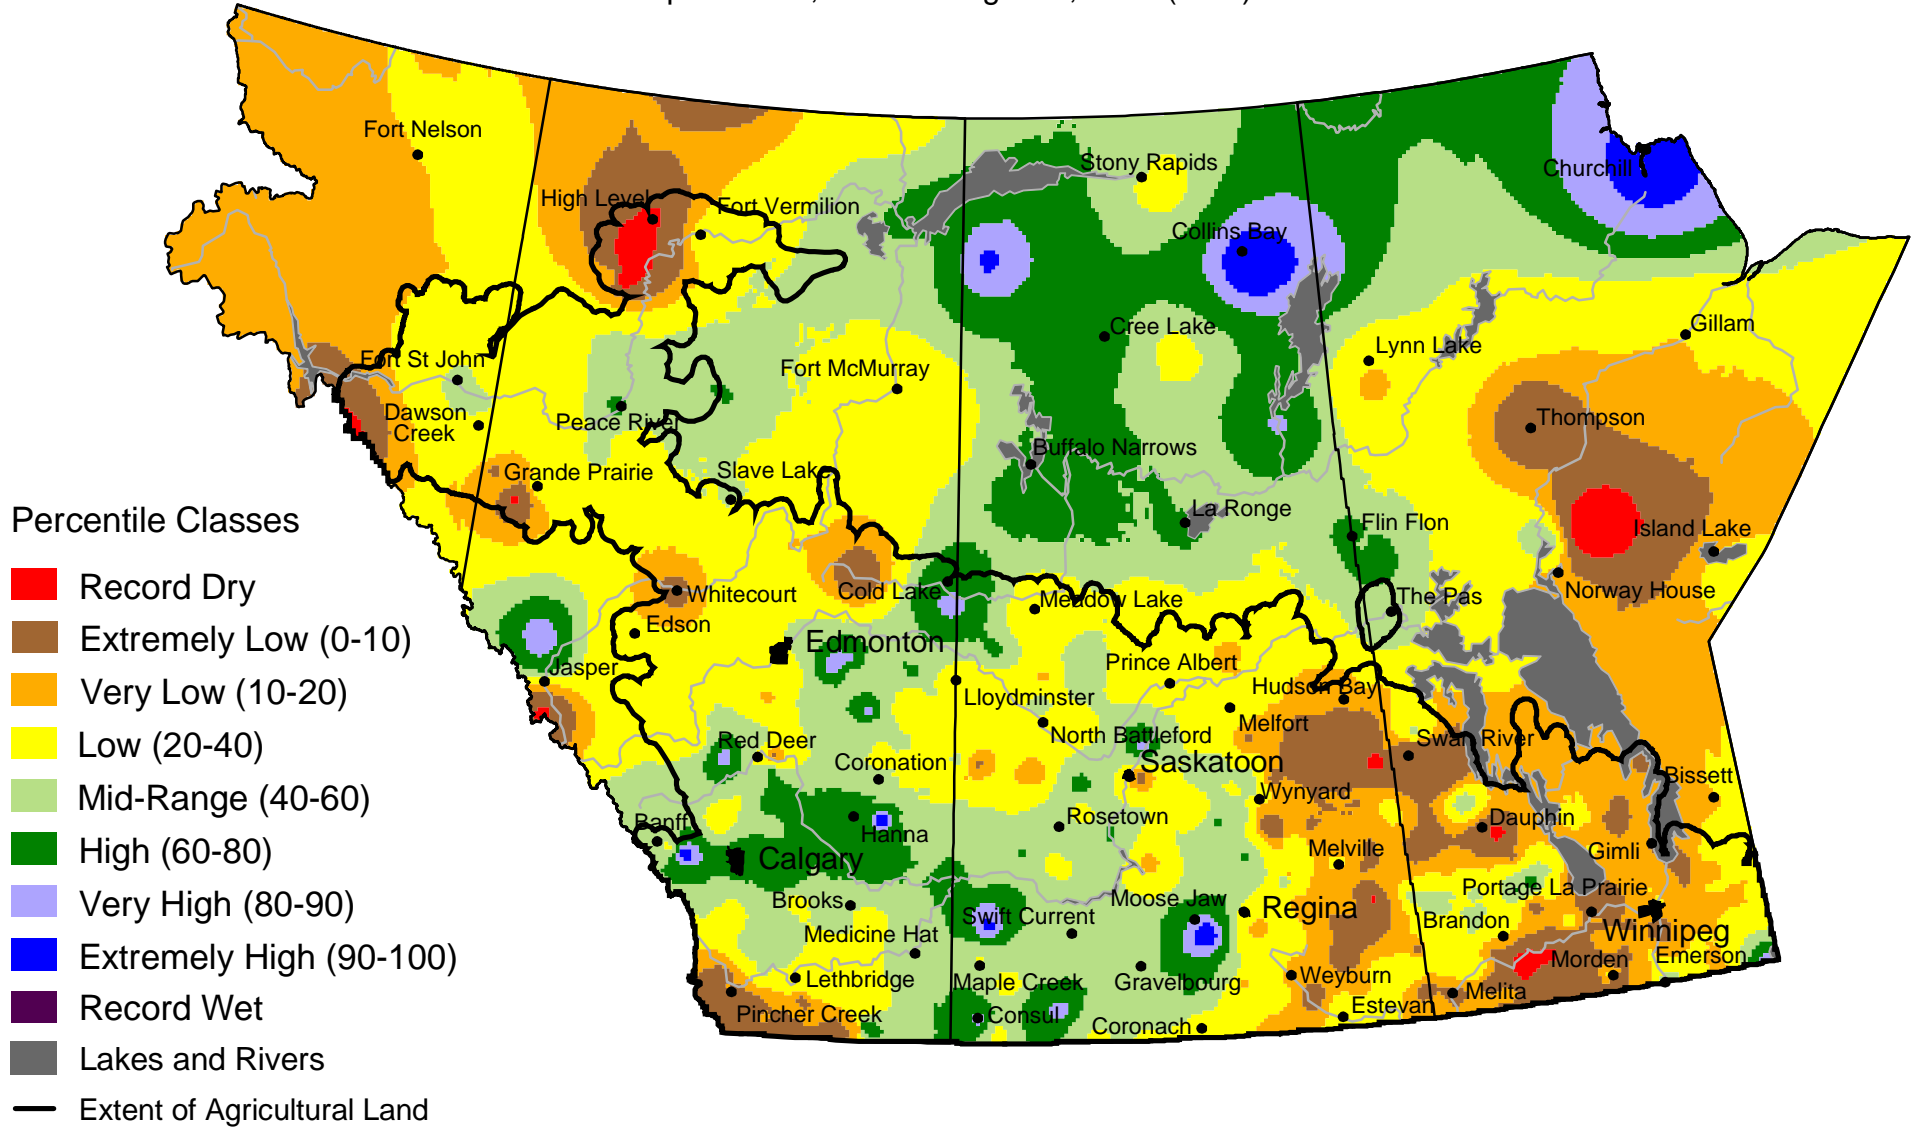 Fort Nelson
High Level
Fort Vermilion
Stony Rapids
Churchill
Collins Bay
Fort St John
Cree Lake
Gillam
Lynn Lake
Fort McMurray
Dawson
Creek
Peace River
Thompson
Buffalo Narrows
Grande Prairie
Slave Lake
La Ronge
Flin Flon
Island Lake
Whitecourt
Cold Lake
Meadow Lake
The Pas
Norway House
Edson
Edmonton
Jasper
Prince Albert
Hudson Bay
Lloydminster
Melfort
North Battleford
Red Deer
Swan River
Coronation
Saskatoon
Bissett
Wynyard
Banff
Hanna
Rosetown
Dauphin
Calgary
Melville
Gimli
Portage La Prairie
Brooks
Moose Jaw
Regina
Swift Current
Brandon
Medicine Hat
Winnipeg
Lethbridge
Maple Creek
Gravelbourg
Weyburn
Morden
Emerson
Melita
Pincher Creek
Consul
Coronach
Estevan
Percentile Classes
Record Dry
Extremely Low (0-10)
Very Low (10-20)
Low (20-40)
Mid-Range (40-60)
High (60-80)
Very High (80-90)
Extremely High (90-100)
Record Wet
Lakes and Rivers
Extent of Agricultural Land